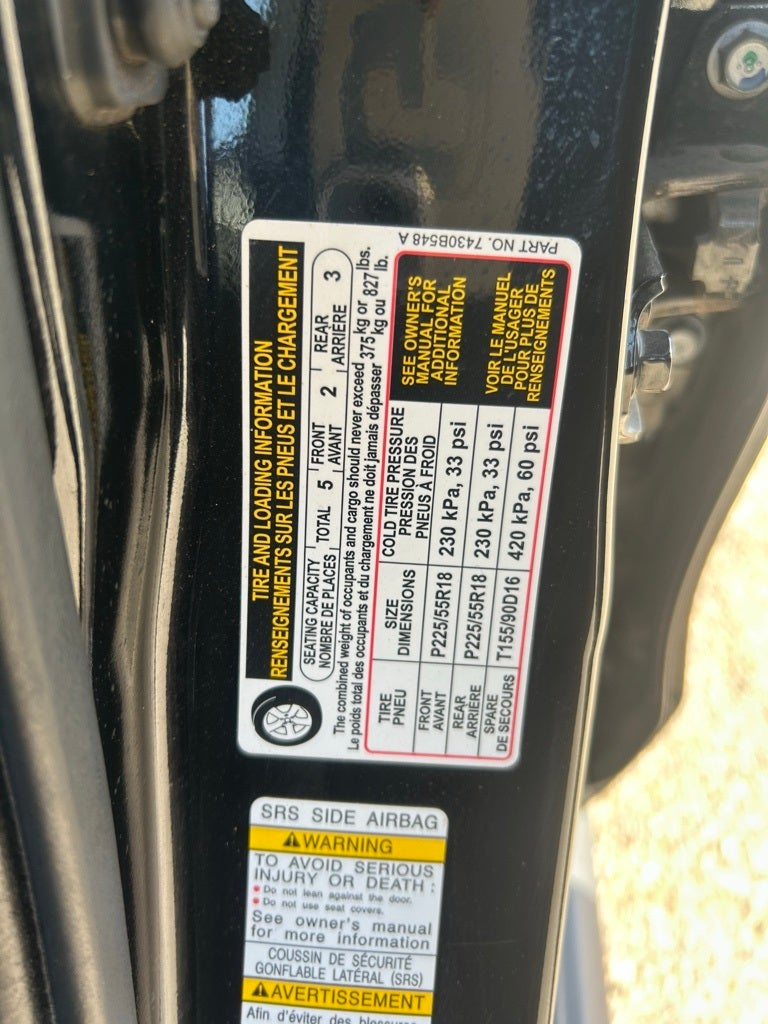 TIRE AND LOADING INFORMATION
RENSEIGNEMENTS SUR LES PNEUS ET LE CHARGEMENT
SEATING CAPACITY
NOMBRE DE PLACES
TOTAL 5
FRONT
AVANT
2
REAR
ARRIÈRE
3
The combined weight of occupants and cargo should never exceed 375 kg or 827 lbs.
Le poids total des occupants et du chargement ne doit jamais dépasser 375 kg ou 827 lb.
TIRE
PNEU
SIZE
DIMENSIONS
COLD TIRE PRESSURE
PRESSION DES
PNEUS À FROID
FRONT
AVANT
P225/55R18
230 kPa, 33 psi
REAR
ARRIÈRE
P225/55R18
230 kPa, 33 psi
SPARE
DE SECOURS
T155/90D16
420 kPa, 60 psi
SEE OWNER'S
MANUAL FOR
ADDITIONAL
INFORMATION
VOIR LE MANUEL
DE L'USAGER
POUR PLUS DE
RENSEIGNEMENTS
PART NO. 7430B548 A
SRS SIDE AIRBAG
⚠WARNING
TO AVOID SERIOUS
INJURY OR DEATH :
• Do not lean against the door.
• Do not use seat covers.
See owner's manual
for more information
COUSSIN DE SÉCURITÉ
GONFLABLE LATÉRAL (SRS)
⚠AVERTISSEMENT
Afin d'éviter des blessures